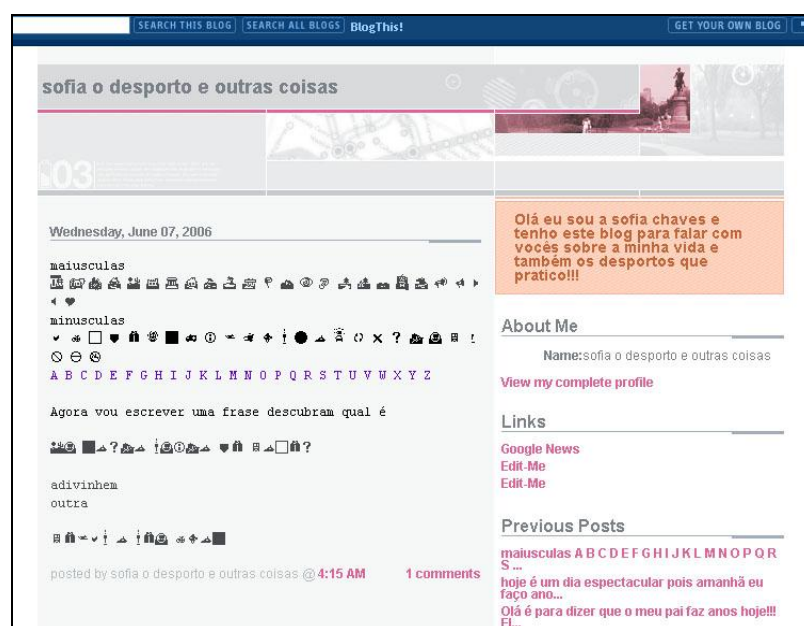 SEARCH THIS BLOG SEARCH ALL BLOGS BlogThis! GET YOUR OWN BLOG
sofia o desporto e outras coisas
03
Wednesday, June 07, 2006
maiusculas
minusculas
A B C D E F G H I J K L M N O P Q R S T U V W X Y Z
Agora vou escrever uma frase descubram qual é
adivinhem
outra
posted by sofia o desporto e outras coisas @ 4:15 AM 1 comments
Olá eu sou a sofia chaves e
tenho este blog para falar com
vocés sobre a minha vida e
também os desportos que
pratico!!!
About Me
Name:sofia o desporto e outras coisas
View my complete profile
Links
Google News
Edit-Me
Edit-Me
Previous Posts
maiusculas A B C D E F G H I J K L M N O P Q R
S ...
hoje é um dia espectacular pois amanhã eu
faço ano...
Olá é para dizer que o meu pai faz anos hoje!!!